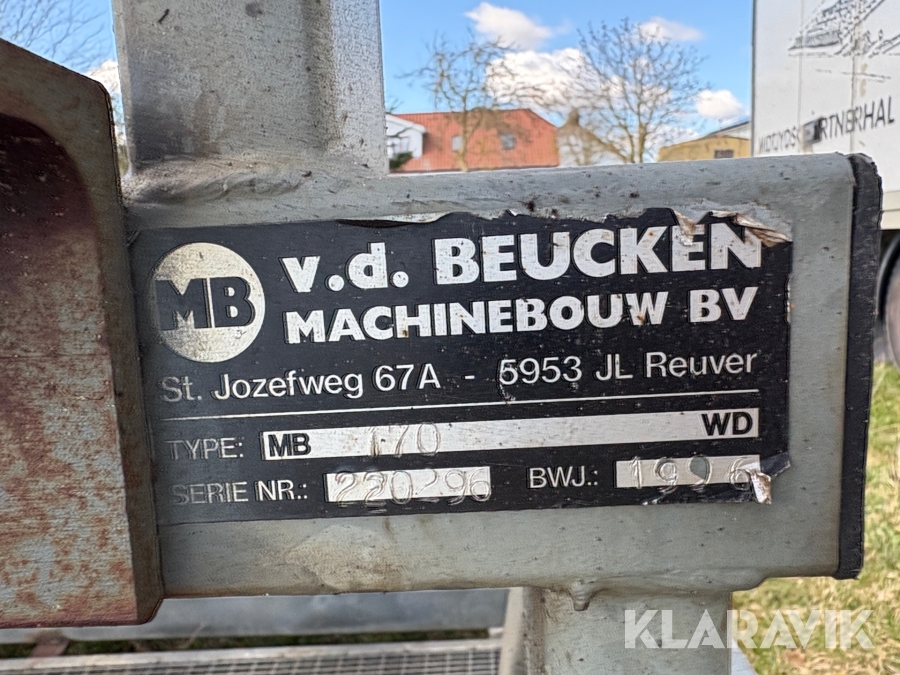 MB
v.d. BEUCKEN
MACHINEBOUW BV
St. Jozefweg 67A - 5953 JL Reuver
TYPE: MB 170 WD
SERIE NR.: 220296 BWJ.: 1996
KLARAVIK